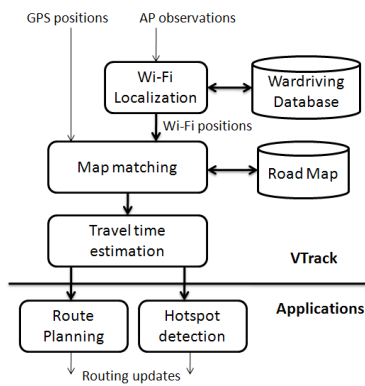 GPS positions
AP observations
Wi-Fi
Localization
Wardriving
Database
Wi-Fi positions
Map matching
Road Map
Travel time
estimation
VTrack
Applications
Route
Planning
Hotspot
detection
Routing updates